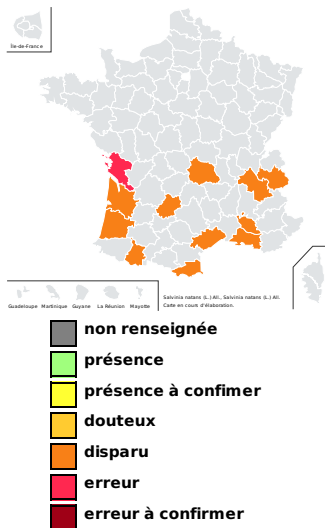 Île-de-France
Guadeloupe Martinique Guyane La Réunion Mayotte
Salvinia natans (L.) All., Salvinia natans (L.) All.
Carte en cours d'élaboration.
non renseignée
présence
présence à confimer
douteux
disparu
erreur
erreur à confirmer